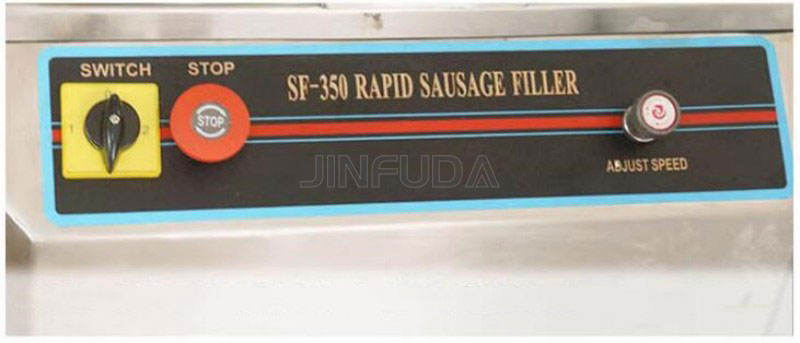 SWITCH STOP
SF-350 RAPID SAUSAGE FILLER
1 0 2
STOP
JINFUDA
ADJUST SPEED